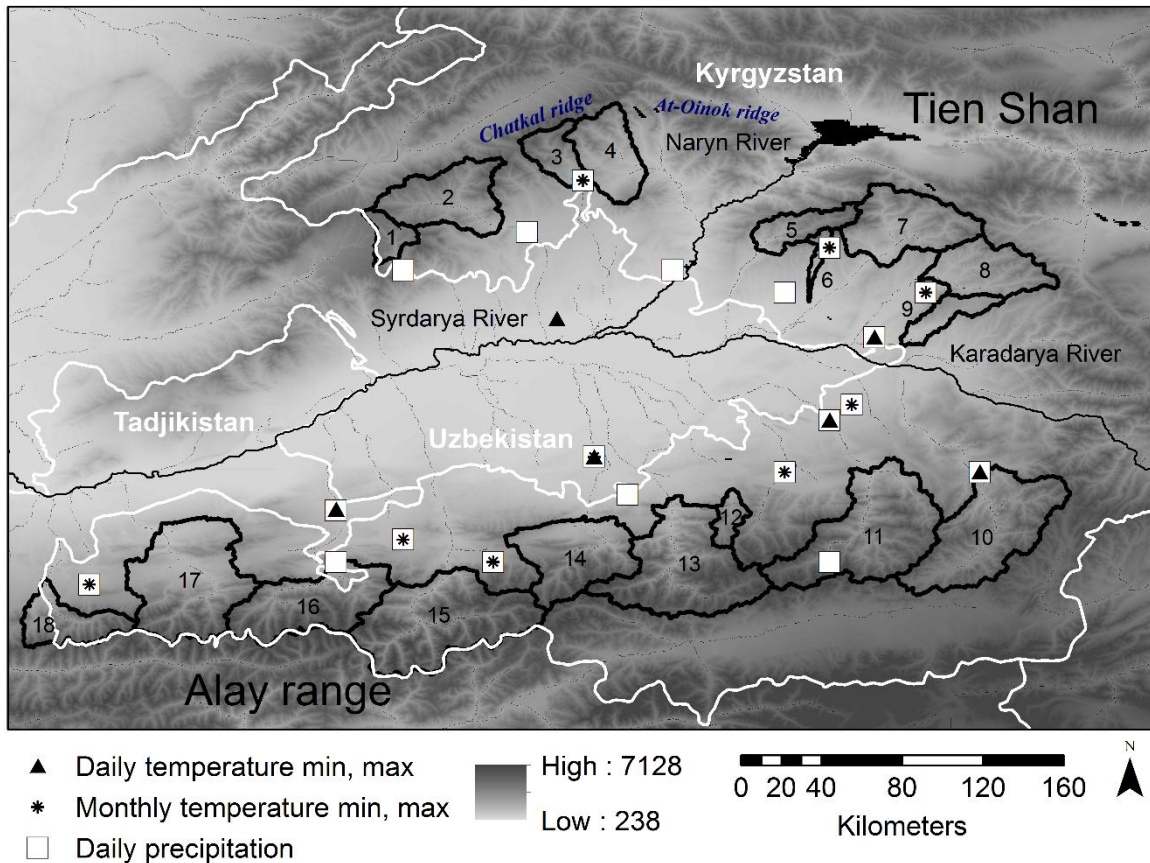 Kyrgyzstan
Tien Shan
Chatkal ridge
At-Oinok ridge
Naryn River
3
4
2
1
5
7
6
8
9
Syrdarya River
Karadarya River
Tadjikistan
Uzbekistan
12
11
10
13
14
17
16
15
18
Alay range
Daily temperature min, max
Monthly temperature min, max
Daily precipitation
High : 7128
Low : 238
0 20 40 80 120 160
Kilometers
N